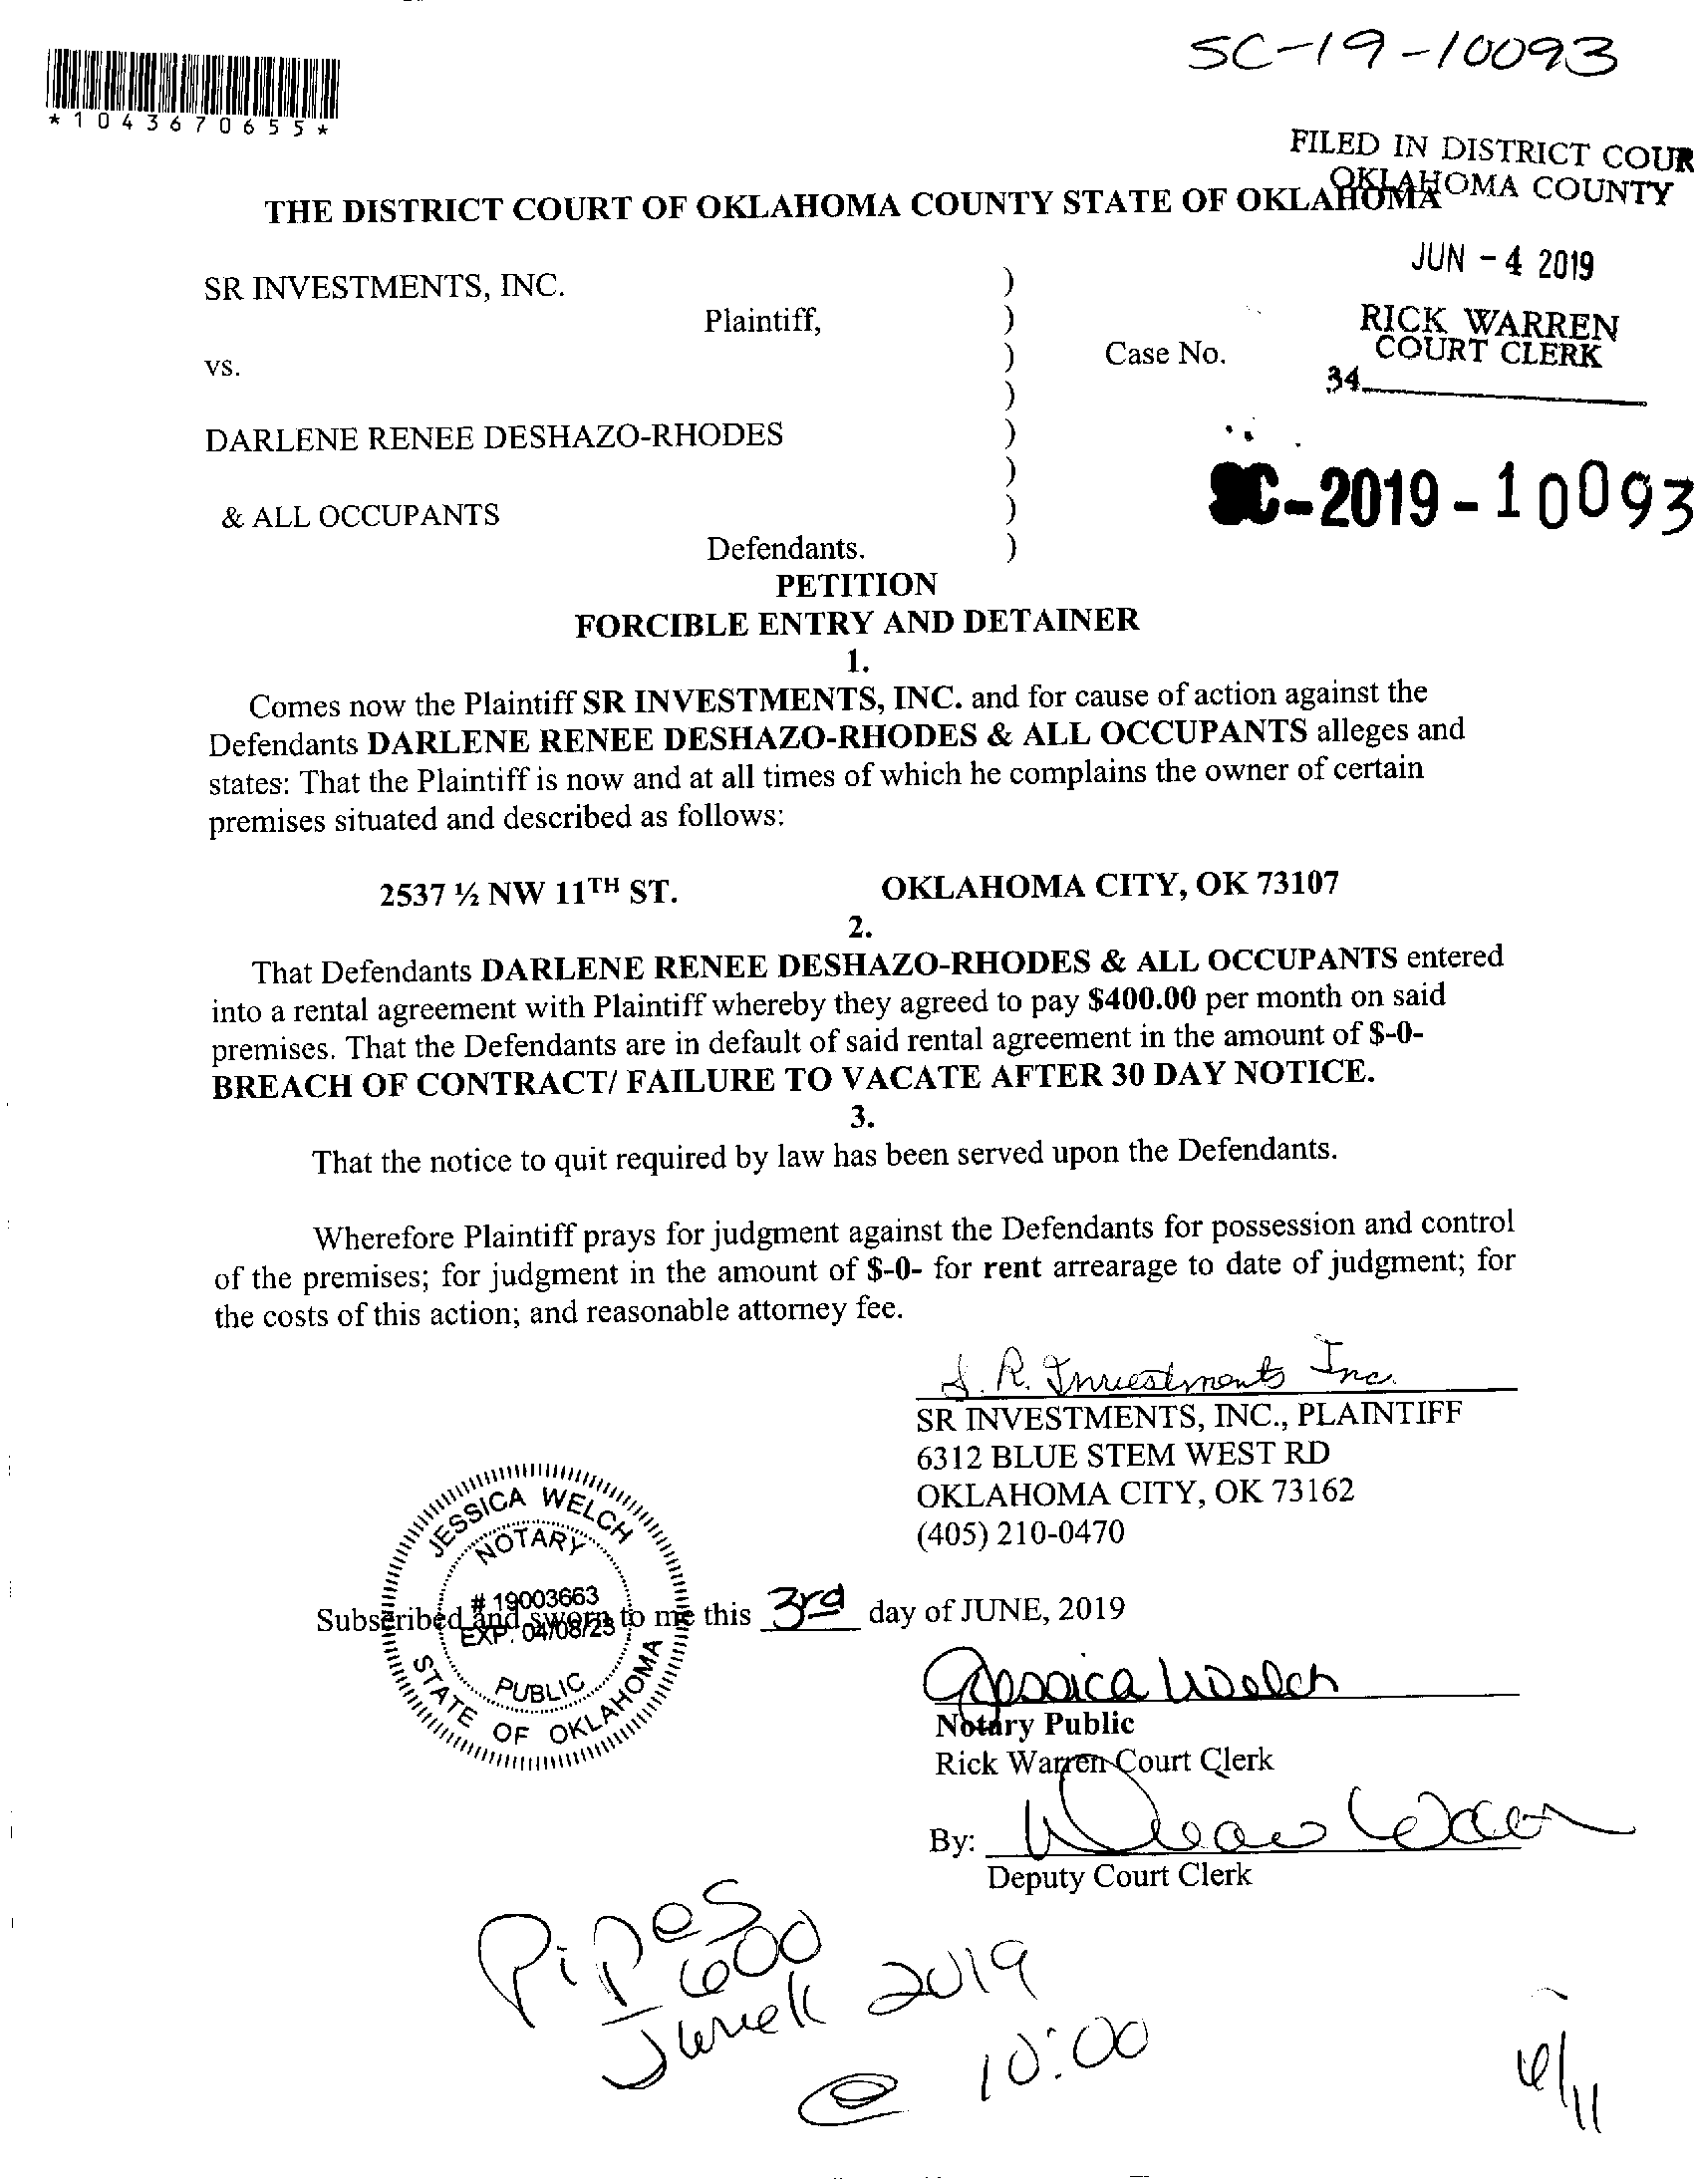 SC-19-10093
*1043670655*
FILED IN DISTRICT COUR
OKLAHOMA COUNTY
THE DISTRICT COURT OF OKLAHOMA COUNTY STATE OF OKLAHOMA
JUN - 4 2019
SR INVESTMENTS, INC. )
Plaintiff, )
RICK WARREN
COURT CLERK
vs. ) Case No.
34
)
DARLENE RENEE DESHAZO-RHODES )
)
SC-2019-10093
& ALL OCCUPANTS )
Defendants. )
PETITION
FORCIBLE ENTRY AND DETAINER
1.
Comes now the Plaintiff SR INVESTMENTS, INC. and for cause of action against the
Defendants DARLENE RENEE DESHAZO-RHODES & ALL OCCUPANTS alleges and
states: That the Plaintiff is now and at all times of which he complains the owner of certain
premises situated and described as follows:
2537 ½ NW 11TH ST. OKLAHOMA CITY, OK 73107
2.
That Defendants DARLENE RENEE DESHAZO-RHODES & ALL OCCUPANTS entered
into a rental agreement with Plaintiff whereby they agreed to pay $400.00 per month on said
premises. That the Defendants are in default of said rental agreement in the amount of $-0-
BREACH OF CONTRACT/ FAILURE TO VACATE AFTER 30 DAY NOTICE.
3.
That the notice to quit required by law has been served upon the Defendants.
Wherefore Plaintiff prays for judgment against the Defendants for possession and control
of the premises; for judgment in the amount of $-0- for rent arrearage to date of judgment; for
the costs of this action; and reasonable attorney fee.
S. R. Investments Inc.
SR INVESTMENTS, INC., PLAINTIFF
6312 BLUE STEM WEST RD
OKLAHOMA CITY, OK 73162
(405) 210-0470
JESSICA WELCH
NOTARY
# 19003663
EXP. 04/08/23
PUBLIC
STATE OF OKLAHOMA
Subscribed and sworn to me this 3rd day of JUNE, 2019
Jessica Welch
Notary Public
Rick Warren Court Clerk
By:
Deputy Court Clerk
Pipes
600
2019
@ 10:00
6/11